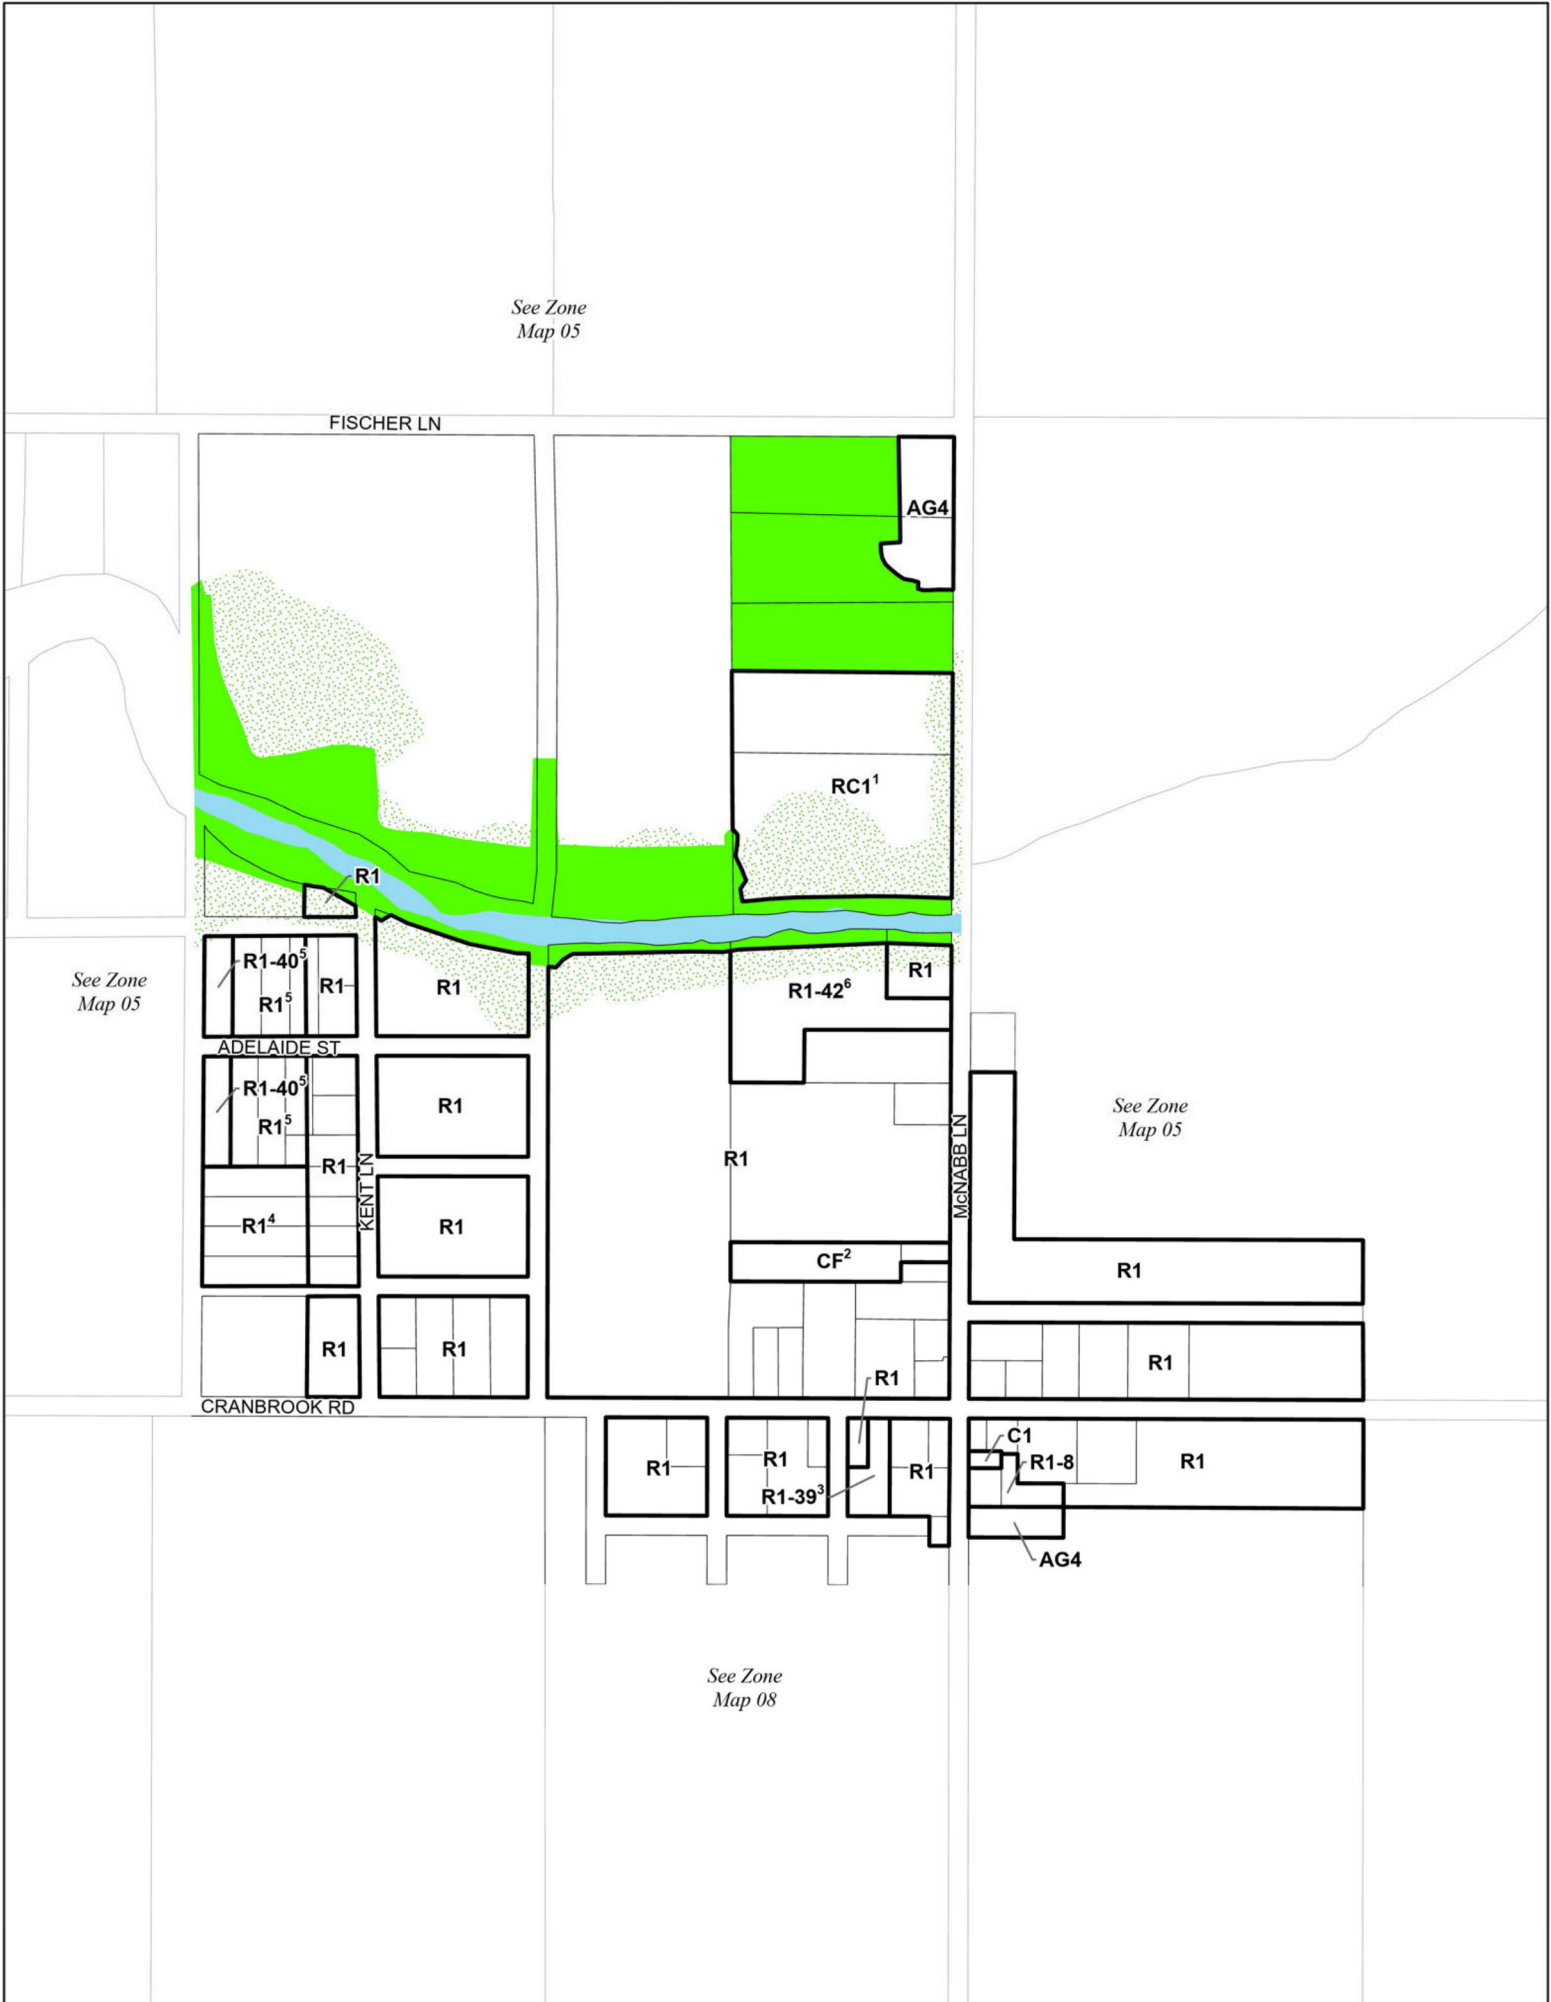 See Zone
Map 05
FISCHER LN
AG4
RC1¹
R1
R1-40⁵
R1⁵
R1
R1
R1-42⁶
R1
See Zone
Map 05
ADELAIDE ST
R1-40⁵
R1⁵
R1
R1⁴
KENT LN
R1
R1
R1
McNABB LN
See Zone
Map 05
CF²
R1
R1
R1
R1
R1
CRANBROOK RD
R1
R1
R1
R1-39³
R1
C1
R1-8
R1
AG4
See Zone
Map 08